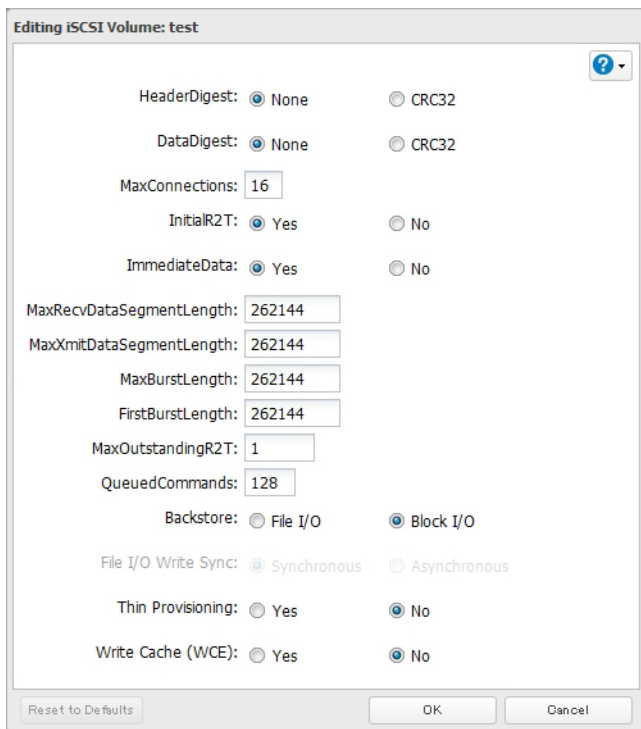 Editing iSCSI Volume: test
?
HeaderDigest: None CRC32
DataDigest: None CRC32
MaxConnections: 16
InitialR2T: Yes No
ImmediateData: Yes No
MaxRecvDataSegmentLength: 262144
MaxXmitDataSegmentLength: 262144
MaxBurstLength: 262144
FirstBurstLength: 262144
MaxOutstandingR2T: 1
QueuedCommands: 128
Backstore: File I/O Block I/O
File I/O Write Sync: Synchronous Asynchronous
Thin Provisioning: Yes No
Write Cache (WCE): Yes No
Reset to Defaults OK Cancel